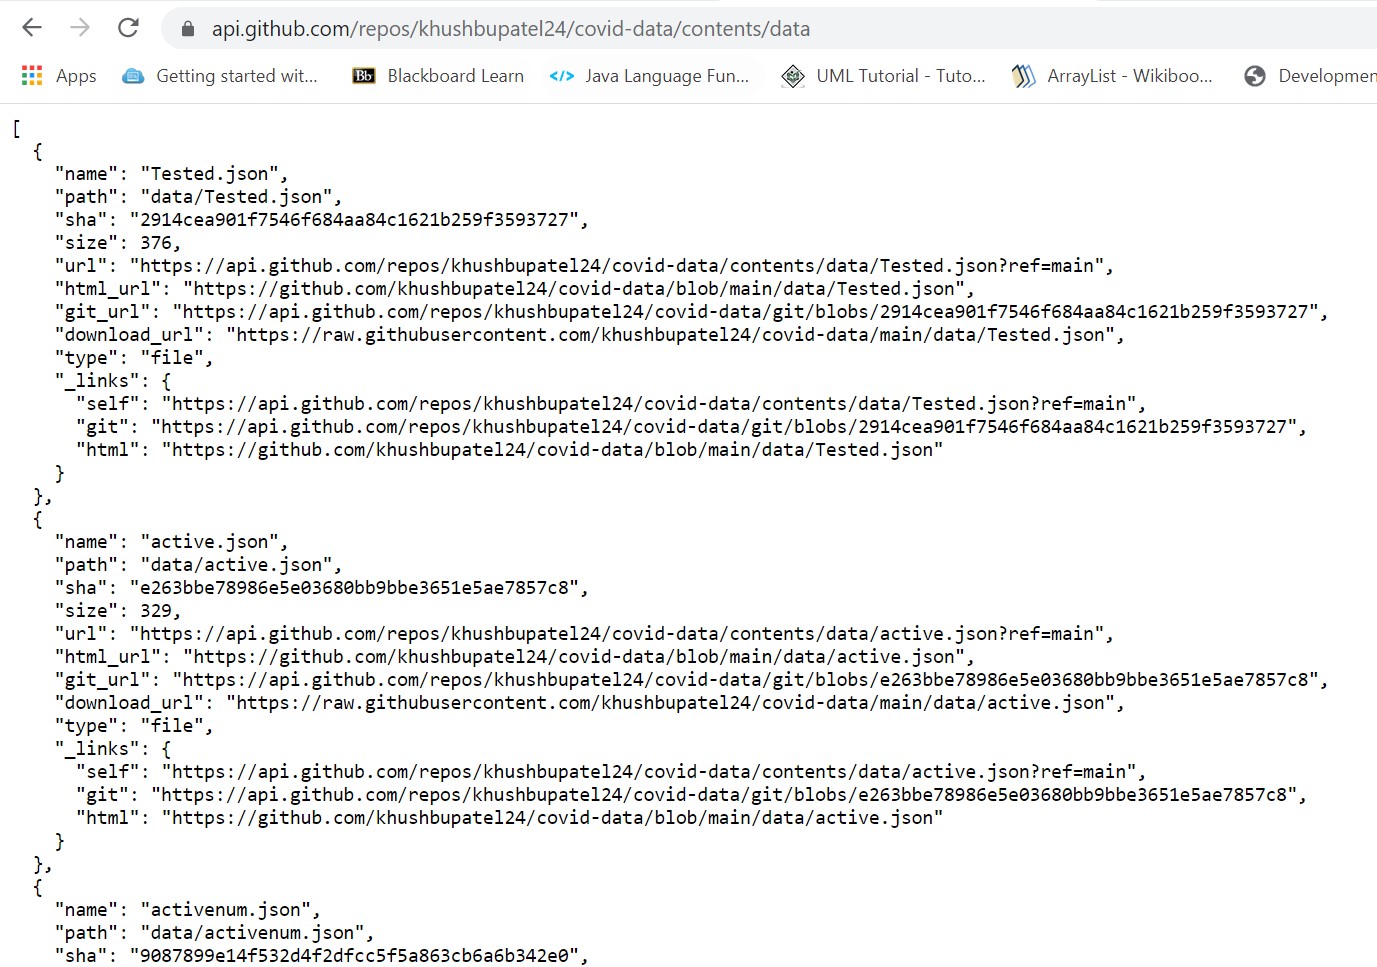 api.github.com/repos/khushbupatel24/covid-data/contents/data
Apps Getting started wit... Bb Blackboard Learn </> Java Language Fun... UML Tutorial - Tuto... ArrayList - Wikiboo... Developmen
[
  {
    "name": "Tested.json",
    "path": "data/Tested.json",
    "sha": "2914cea901f7546f684aa84c1621b259f3593727",
    "size": 376,
    "url": "https://api.github.com/repos/khushbupatel24/covid-data/contents/data/Tested.json?ref=main",
    "html_url": "https://github.com/khushbupatel24/covid-data/blob/main/data/Tested.json",
    "git_url": "https://api.github.com/repos/khushbupatel24/covid-data/git/blobs/2914cea901f7546f684aa84c1621b259f3593727",
    "download_url": "https://raw.githubusercontent.com/khushbupatel24/covid-data/main/data/Tested.json",
    "type": "file",
    "_links": {
      "self": "https://api.github.com/repos/khushbupatel24/covid-data/contents/data/Tested.json?ref=main",
      "git": "https://api.github.com/repos/khushbupatel24/covid-data/git/blobs/2914cea901f7546f684aa84c1621b259f3593727",
      "html": "https://github.com/khushbupatel24/covid-data/blob/main/data/Tested.json"
    }
  },
  {
    "name": "active.json",
    "path": "data/active.json",
    "sha": "e263bbe78986e5e03680bb9bbe3651e5ae7857c8",
    "size": 329,
    "url": "https://api.github.com/repos/khushbupatel24/covid-data/contents/data/active.json?ref=main",
    "html_url": "https://github.com/khushbupatel24/covid-data/blob/main/data/active.json",
    "git_url": "https://api.github.com/repos/khushbupatel24/covid-data/git/blobs/e263bbe78986e5e03680bb9bbe3651e5ae7857c8",
    "download_url": "https://raw.githubusercontent.com/khushbupatel24/covid-data/main/data/active.json",
    "type": "file",
    "_links": {
      "self": "https://api.github.com/repos/khushbupatel24/covid-data/contents/data/active.json?ref=main",
      "git": "https://api.github.com/repos/khushbupatel24/covid-data/git/blobs/e263bbe78986e5e03680bb9bbe3651e5ae7857c8",
      "html": "https://github.com/khushbupatel24/covid-data/blob/main/data/active.json"
    }
  },
  {
    "name": "activenum.json",
    "path": "data/activenum.json",
    "sha": "9087899e14f532d4f2dfcc5f5a863cb6a6b342e0",